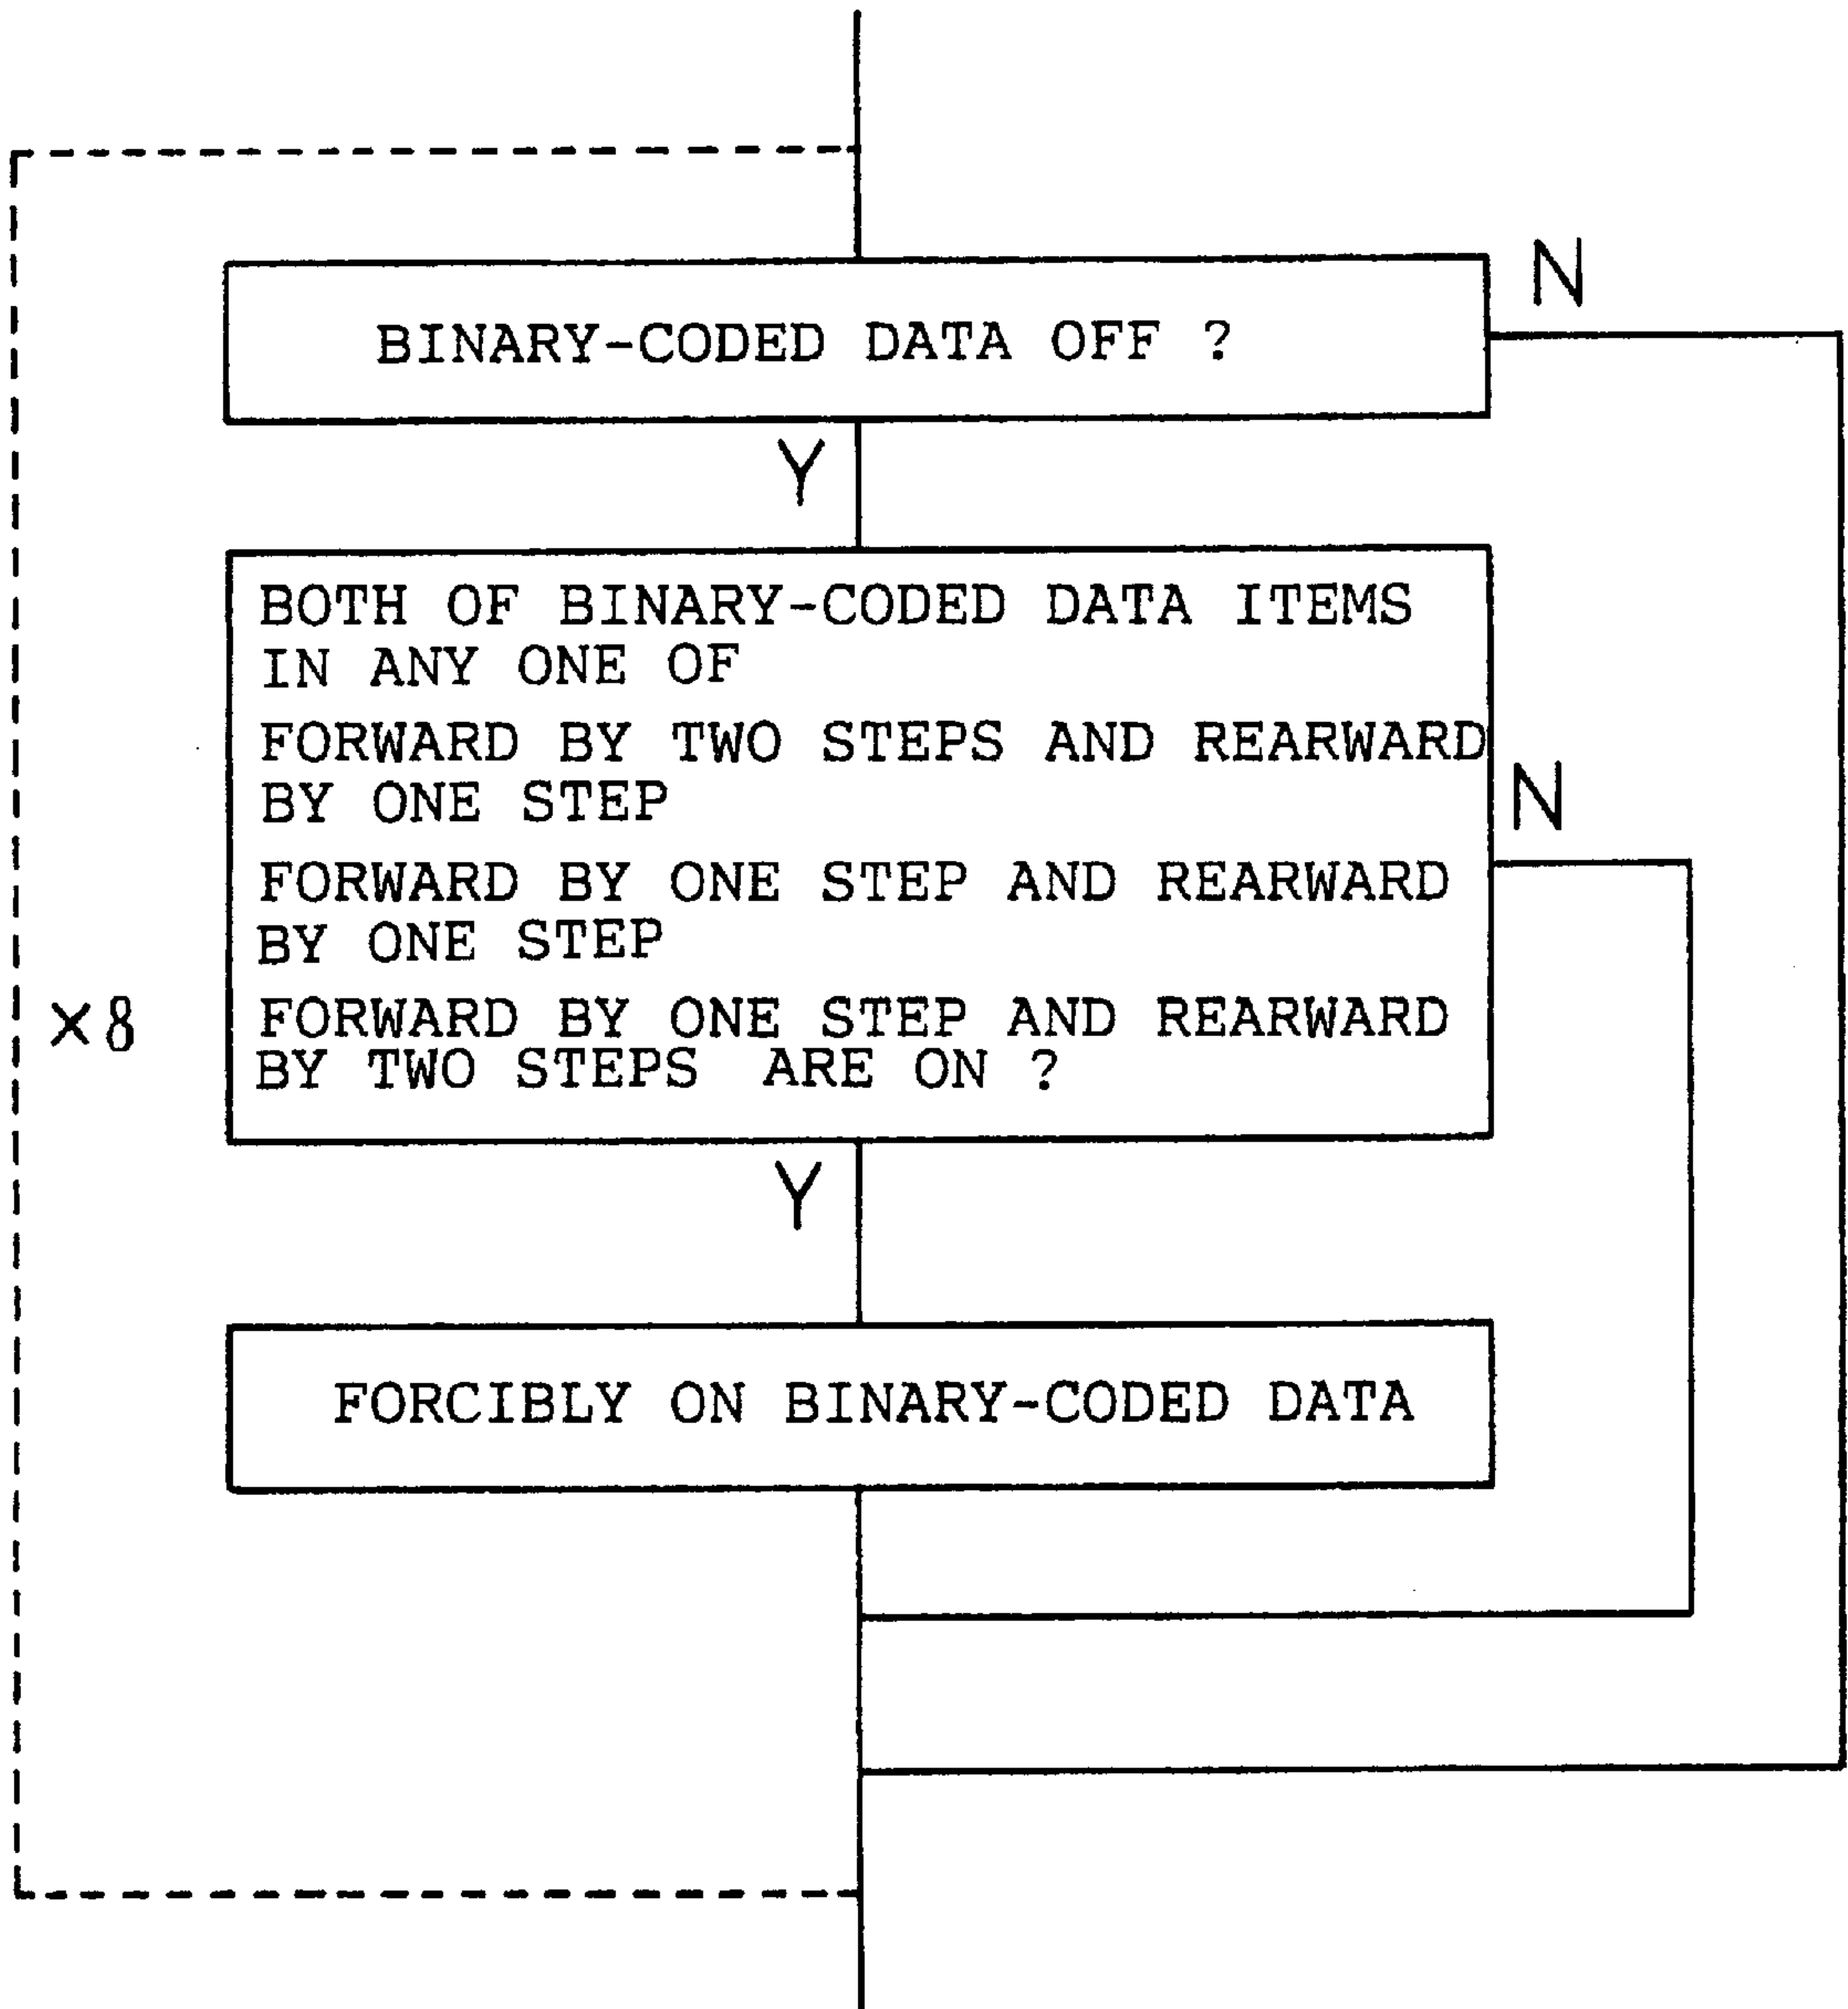 BINARY-CODED DATA OFF ?
N
Y
BOTH OF BINARY-CODED DATA ITEMS
IN ANY ONE OF
FORWARD BY TWO STEPS AND REARWARD
BY ONE STEP
N
FORWARD BY ONE STEP AND REARWARD
BY ONE STEP
×8
FORWARD BY ONE STEP AND REARWARD
BY TWO STEPS ARE ON ?
Y
FORCIBLY ON BINARY-CODED DATA